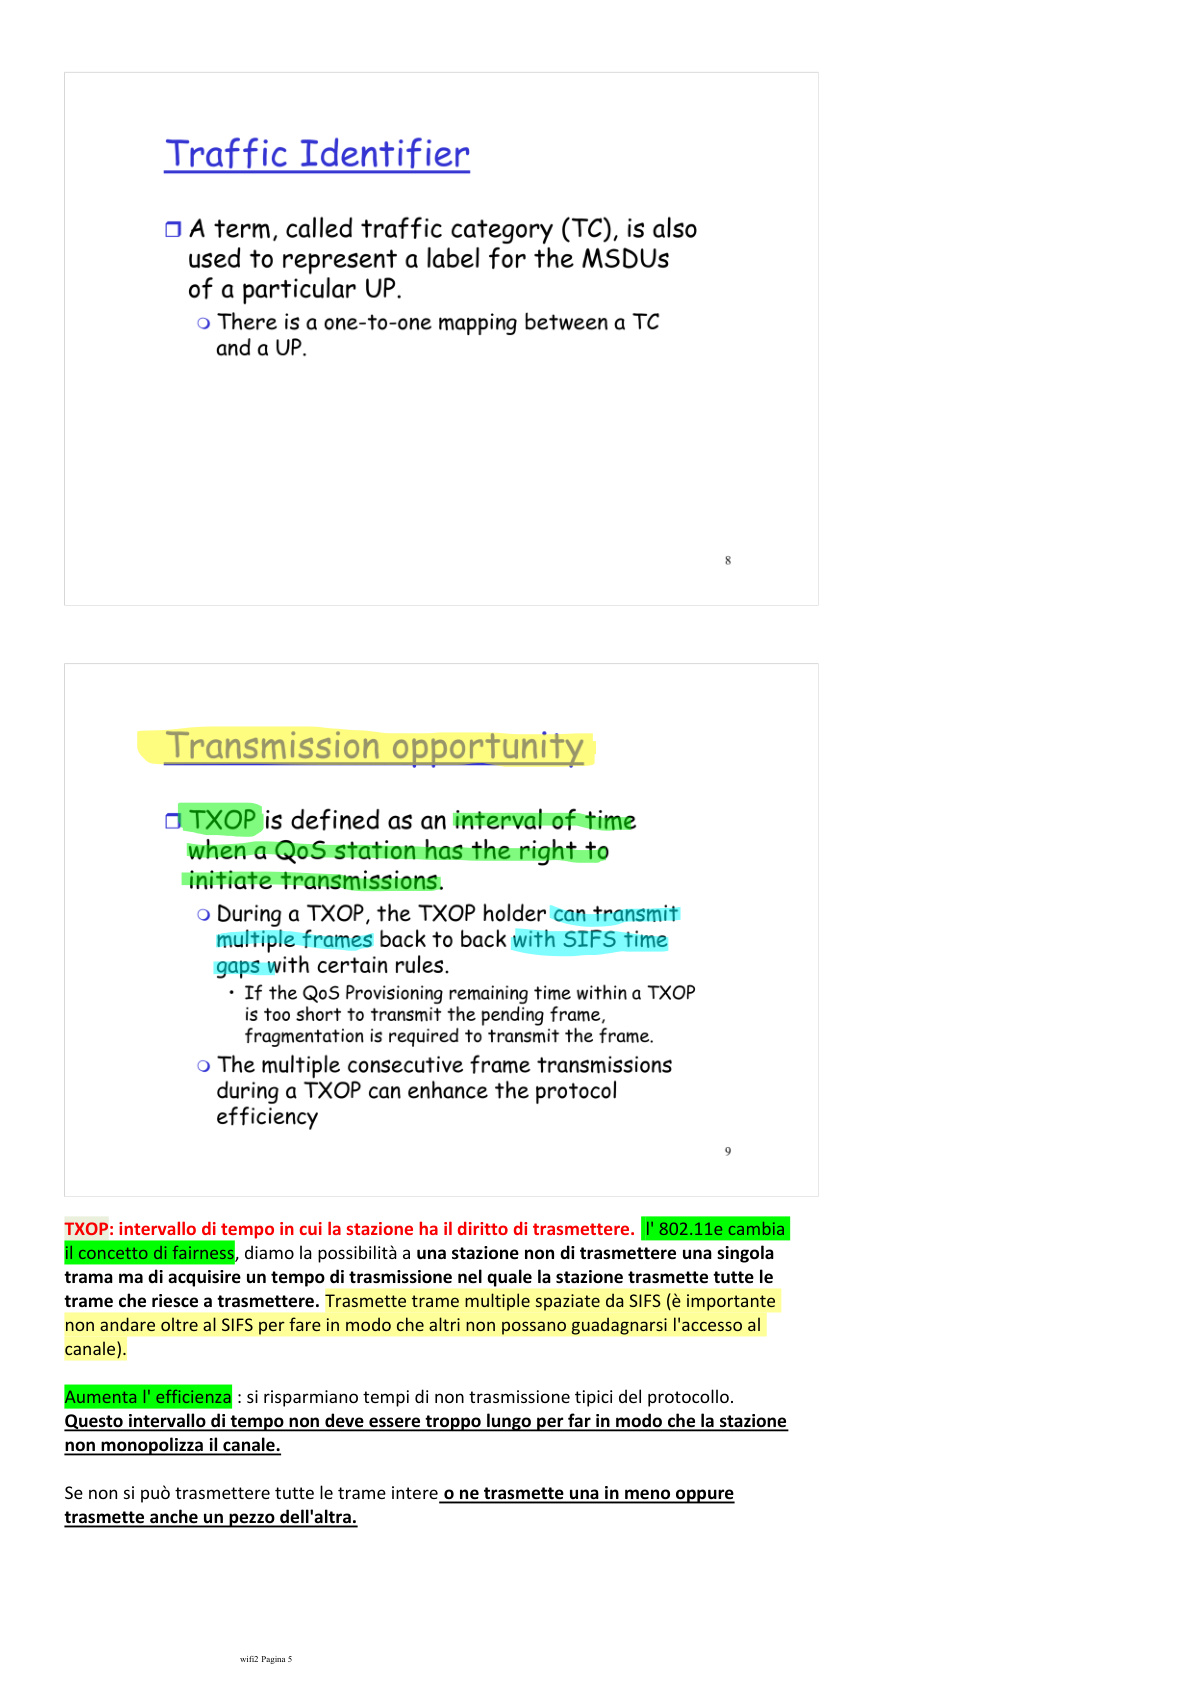 Traffic Identifier
A term, called traffic category (TC), is also
used to represent a label for the MSDUs
of a particular UP.
There is a one-to-one mapping between a TC
and a UP.
8
Transmission opportunity
TXOP is defined as an interval of time
when a QoS station has the right to
initiate transmissions.
During a TXOP, the TXOP holder can transmit
multiple frames back to back with SIFS time
gaps with certain rules.
• If the QoS Provisioning remaining time within a TXOP
is too short to transmit the pending frame,
fragmentation is required to transmit the frame.
The multiple consecutive frame transmissions
during a TXOP can enhance the protocol
efficiency
9
TXOP: intervallo di tempo in cui la stazione ha il diritto di trasmettere. l' 802.11e cambia
il concetto di fairness, diamo la possibilità a una stazione non di trasmettere una singola
trama ma di acquisire un tempo di trasmissione nel quale la stazione trasmette tutte le
trame che riesce a trasmettere. Trasmette trame multiple spaziate da SIFS (è importante
non andare oltre al SIFS per fare in modo che altri non possano guadagnarsi l'accesso al
canale).
Aumenta l' efficienza : si risparmiano tempi di non trasmissione tipici del protocollo.
Questo intervallo di tempo non deve essere troppo lungo per far in modo che la stazione
non monopolizza il canale.
Se non si può trasmettere tutte le trame intere o ne trasmette una in meno oppure
trasmette anche un pezzo dell'altra.
wifi2 Pagina 5